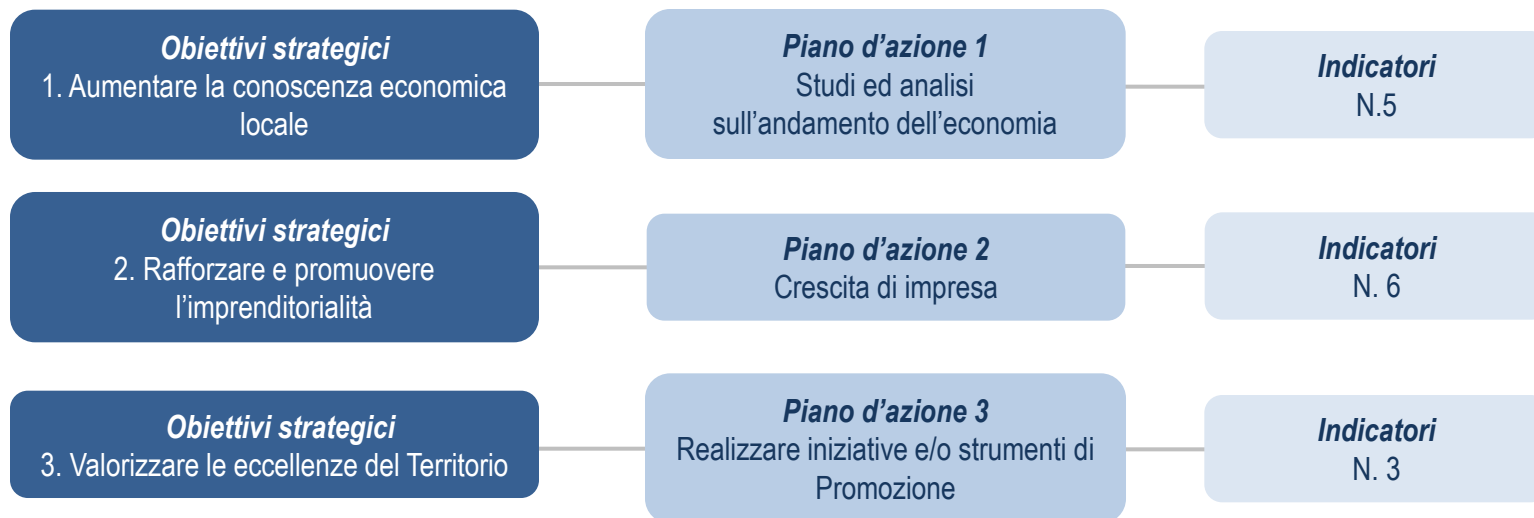 Obiettivi strategici
1. Aumentare la conoscenza economica
locale
Piano d’azione 1
Studi ed analisi
sull’andamento dell’economia
Indicatori
N.5
Obiettivi strategici
2. Rafforzare e promuovere
l’imprenditorialità
Piano d’azione 2
Crescita di impresa
Indicatori
N. 6
Obiettivi strategici
3. Valorizzare le eccellenze del Territorio
Piano d’azione 3
Realizzare iniziative e/o strumenti di
Promozione
Indicatori
N. 3